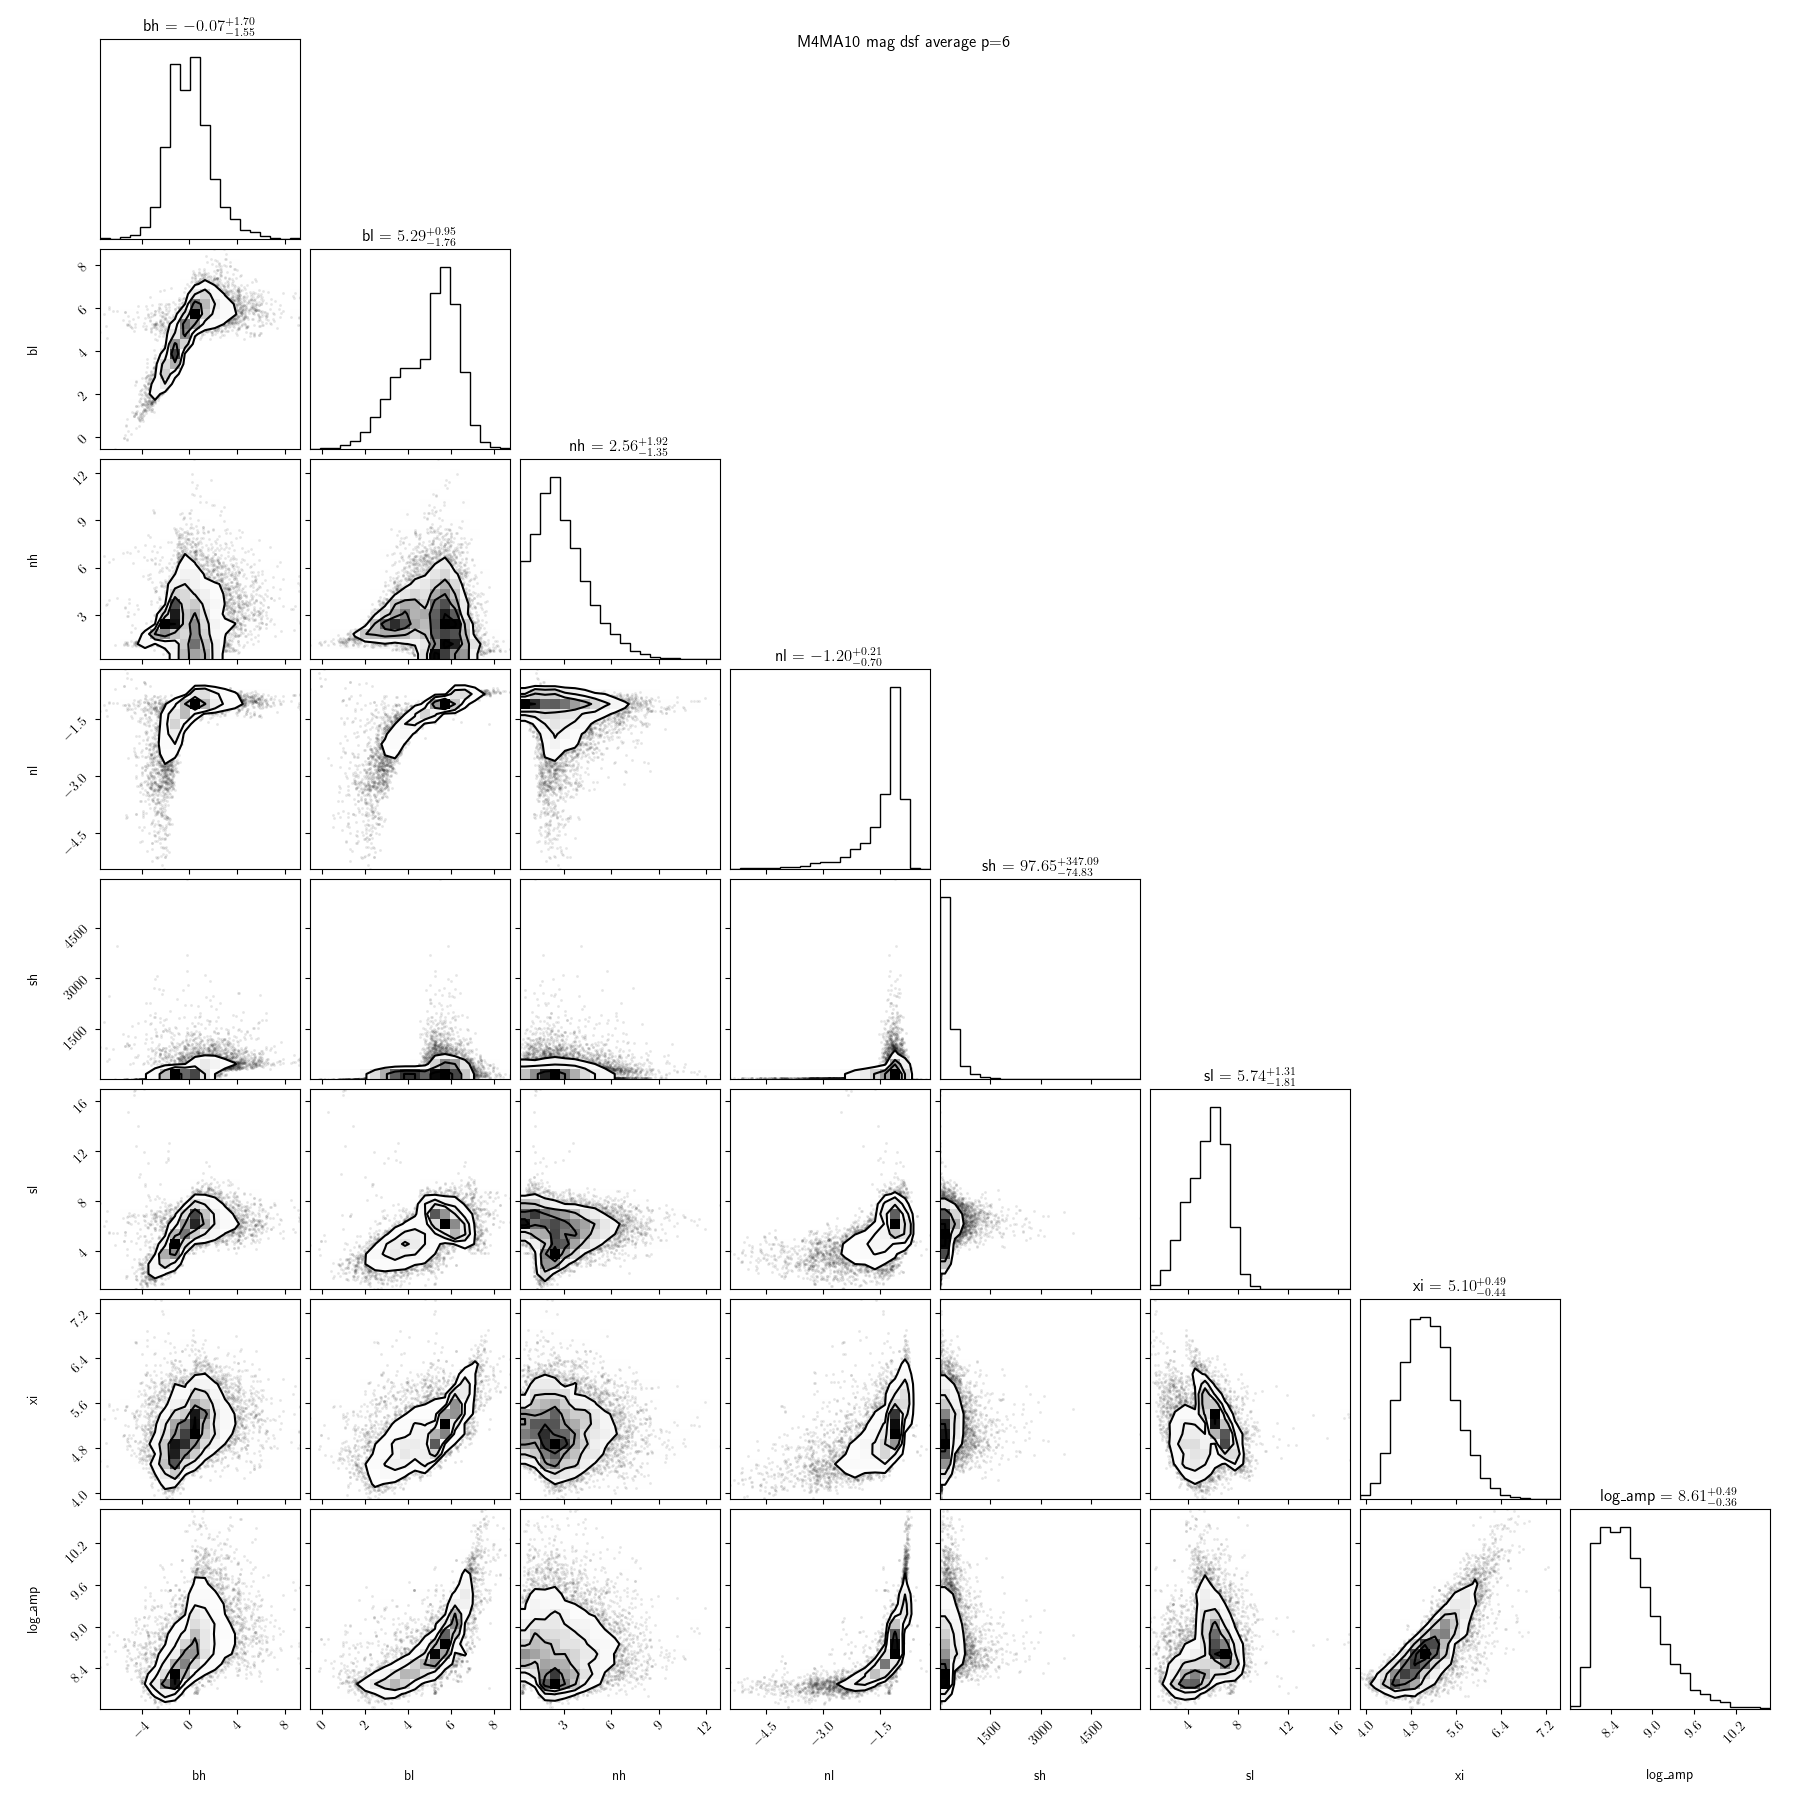 M4MA10 mag dsf average p=6
bh = −0.07 +1.70 −1.55
bl = 5.29 +0.95 −1.76
bl
8
6
4
2
0
nh = 2.56 +1.92 −1.35
nh
12
9
6
3
nl = −1.20 +0.21 −0.70
nl
−1.5
−3.0
−4.5
sh = 97.65 +347.09 −74.83
sh
4500
3000
1500
sl = 5.74 +1.31 −1.81
sl
16
12
8
4
xi = 5.10 +0.49 −0.44
xi
7.2
6.4
5.6
4.8
4.0
log_amp = 8.61 +0.49 −0.36
log_amp
10.2
9.6
9.0
8.4
−4 0 4 8
0 2 4 6 8
3 6 9 12
−4.5 −3.0 −1.5
1500 3000 4500
4 8 12 16
4.0 4.8 5.6 6.4 7.2
8.4 9.0 9.6 10.2
bh bl nh nl sh sl xi log_amp